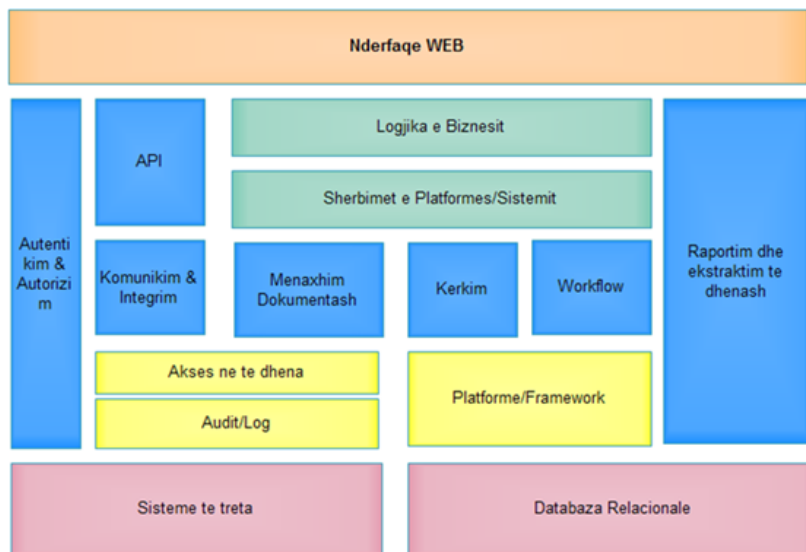 Nderfaqe WEB
Logjika e Biznesit
API
Sherbimet e Platformes/Sistemit
Autenti
kim &
Autorizi
m
Komunikim &
Integrim
Menaxhim
Dokumentash
Kerkim
Workflow
Raportim dhe
ekstraktim te
dhenash
Akses ne te dhena
Audit/Log
Platforme/Framework
Sisteme te treta
Databaza Relacionale